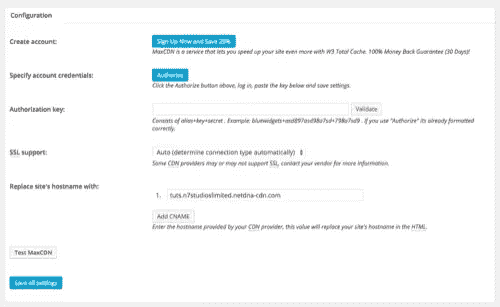 Configuration
Create account:
Sign Up Now and Save 25%
MaxCDN is a service that lets you speed up your site even more with W3 Total Cache. 100% Money Back Guarantee (30 Days)!
Specify account credentials:
Authorize
Click the Authorize button above, log in, paste the key below and save settings.
Authorization key:
Validate
Consists of alias+key+secret . Example: bluewidgets+asd897asd98a7sd+798a7sd9 . If you use "Authorize" its already formatted
correctly.
SSL support:
Auto (determine connection type automatically)
Some CDN providers may or may not support SSL, contact your vendor for more information.
Replace site's hostname with:
1. tuts.n7studioslimited.netdna-cdn.com
Add CNAME
Enter the hostname provided by your CDN provider, this value will replace your site's hostname in the HTML.
Test MaxCDN
Save all settings